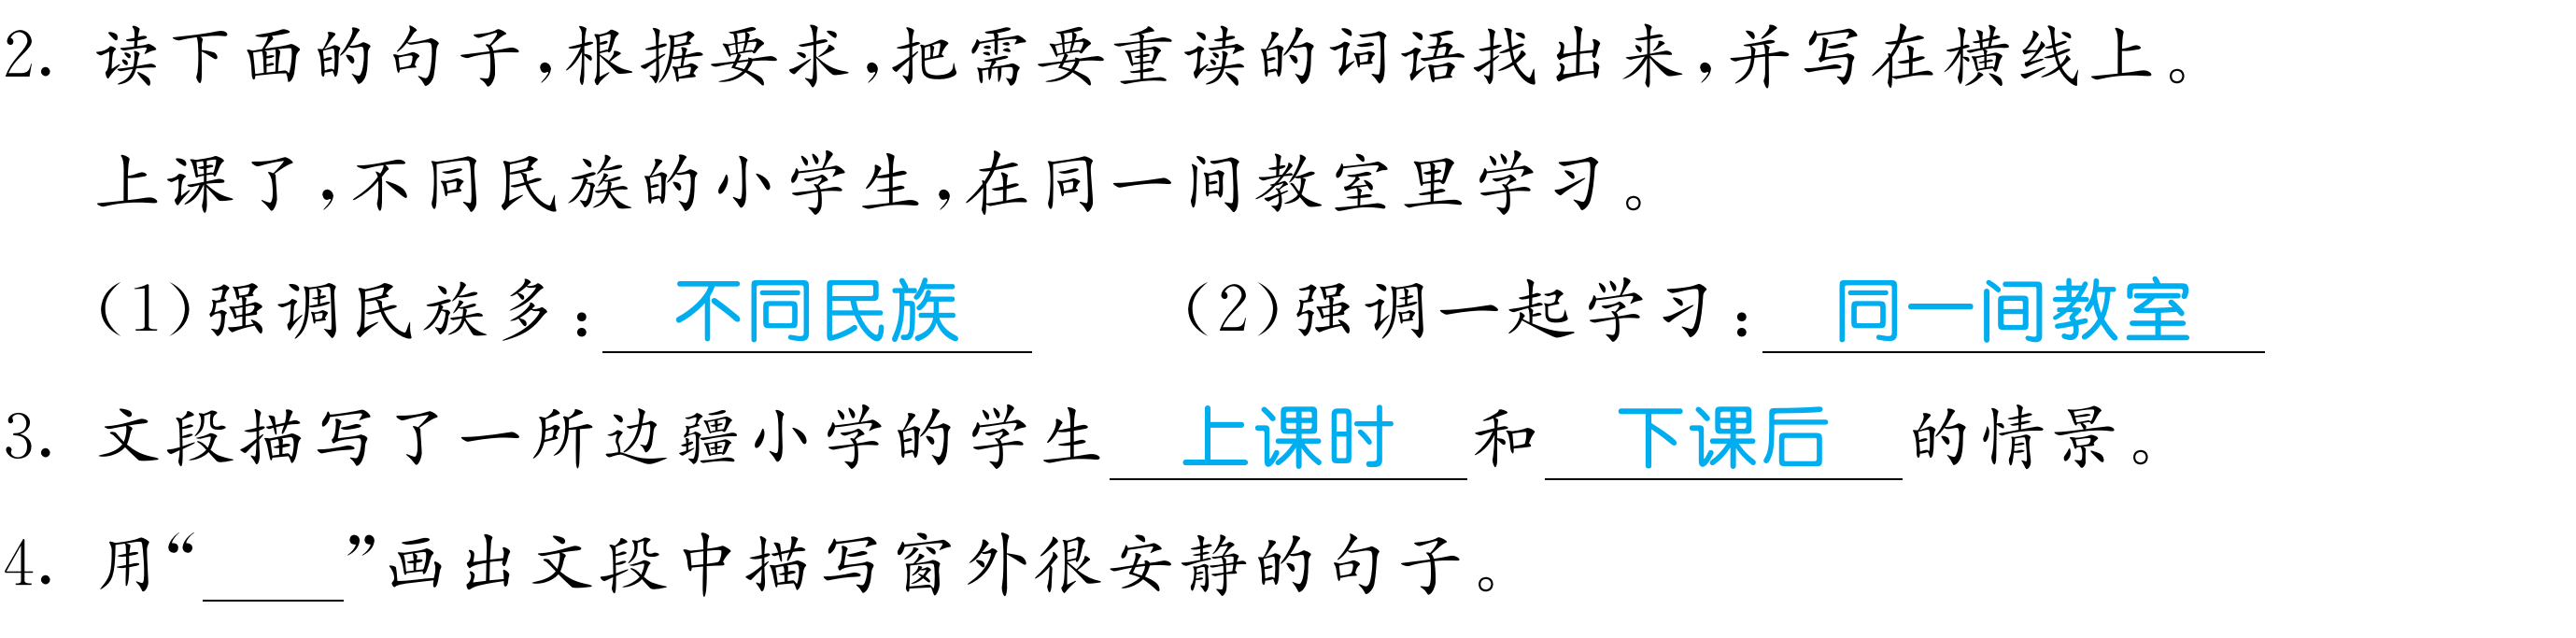 2. 读下面的句子,根据要求,把需要重读的词语找出来,并写在横线上。
上课了,不同民族的小学生,在同一间教室里学习。
(1)强调民族多:不同民族 (2)强调一起学习:同一间教室
3. 文段描写了一所边疆小学的学生上课时和下课后的情景。
4. 用“____”画出文段中描写窗外很安静的句子。